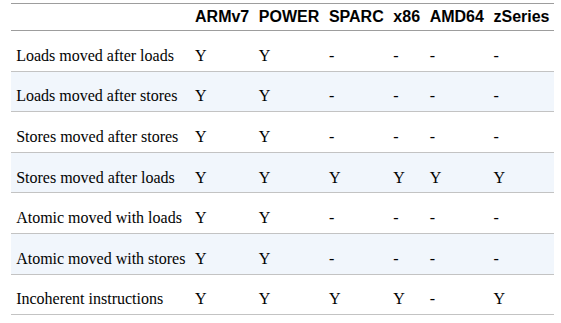 ARMv7 POWER SPARC x86 AMD64 zSeries
Loads moved after loads Y Y - - - -
Loads moved after stores Y Y - - - -
Stores moved after stores Y Y - - - -
Stores moved after loads Y Y Y Y Y Y
Atomic moved with loads Y Y - - - -
Atomic moved with stores Y Y - - - -
Incoherent instructions Y Y Y Y - Y